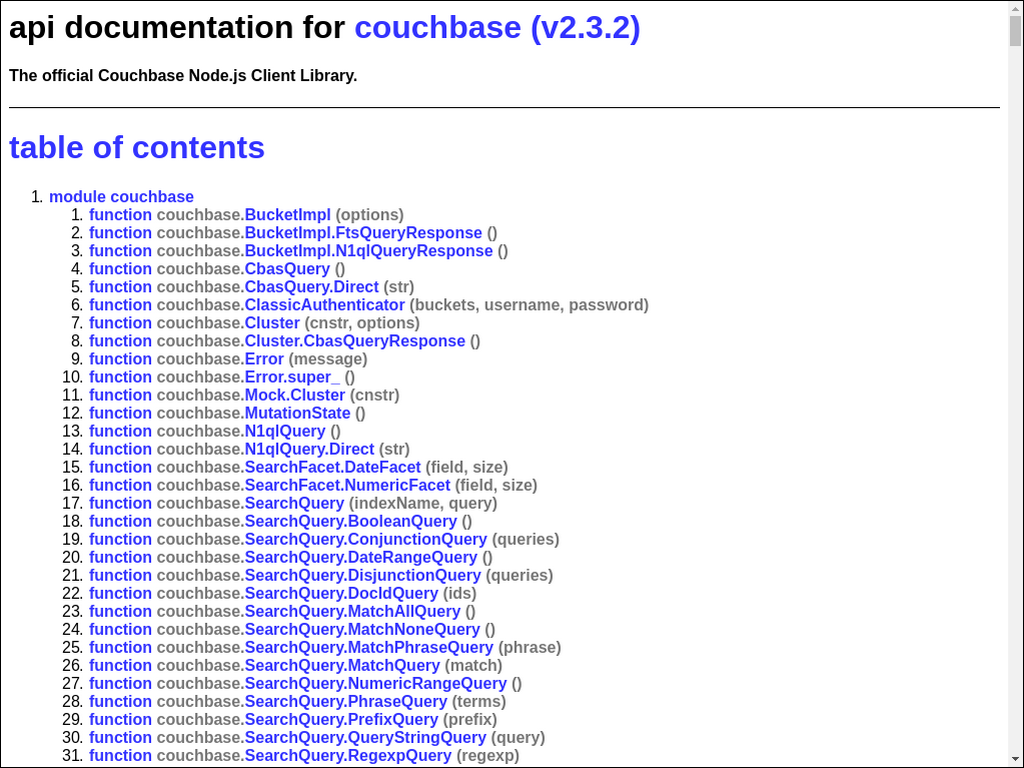 api documentation for couchbase (v2.3.2)
The official Couchbase Node.js Client Library.
table of contents
1. module couchbase
1. function couchbase.BucketImpl (options)
2. function couchbase.BucketImpl.FtsQueryResponse ()
3. function couchbase.BucketImpl.N1qlQueryResponse ()
4. function couchbase.CbasQuery ()
5. function couchbase.CbasQuery.Direct (str)
6. function couchbase.ClassicAuthenticator (buckets, username, password)
7. function couchbase.Cluster (cnstr, options)
8. function couchbase.Cluster.CbasQueryResponse ()
9. function couchbase.Error (message)
10. function couchbase.Error.super_ ()
11. function couchbase.Mock.Cluster (cnstr)
12. function couchbase.MutationState ()
13. function couchbase.N1qlQuery ()
14. function couchbase.N1qlQuery.Direct (str)
15. function couchbase.SearchFacet.DateFacet (field, size)
16. function couchbase.SearchFacet.NumericFacet (field, size)
17. function couchbase.SearchQuery (indexName, query)
18. function couchbase.SearchQuery.BooleanQuery ()
19. function couchbase.SearchQuery.ConjunctionQuery (queries)
20. function couchbase.SearchQuery.DateRangeQuery ()
21. function couchbase.SearchQuery.DisjunctionQuery (queries)
22. function couchbase.SearchQuery.DocIdQuery (ids)
23. function couchbase.SearchQuery.MatchAllQuery ()
24. function couchbase.SearchQuery.MatchNoneQuery ()
25. function couchbase.SearchQuery.MatchPhraseQuery (phrase)
26. function couchbase.SearchQuery.MatchQuery (match)
27. function couchbase.SearchQuery.NumericRangeQuery ()
28. function couchbase.SearchQuery.PhraseQuery (terms)
29. function couchbase.SearchQuery.PrefixQuery (prefix)
30. function couchbase.SearchQuery.QueryStringQuery (query)
31. function couchbase.SearchQuery.RegexpQuery (regexp)